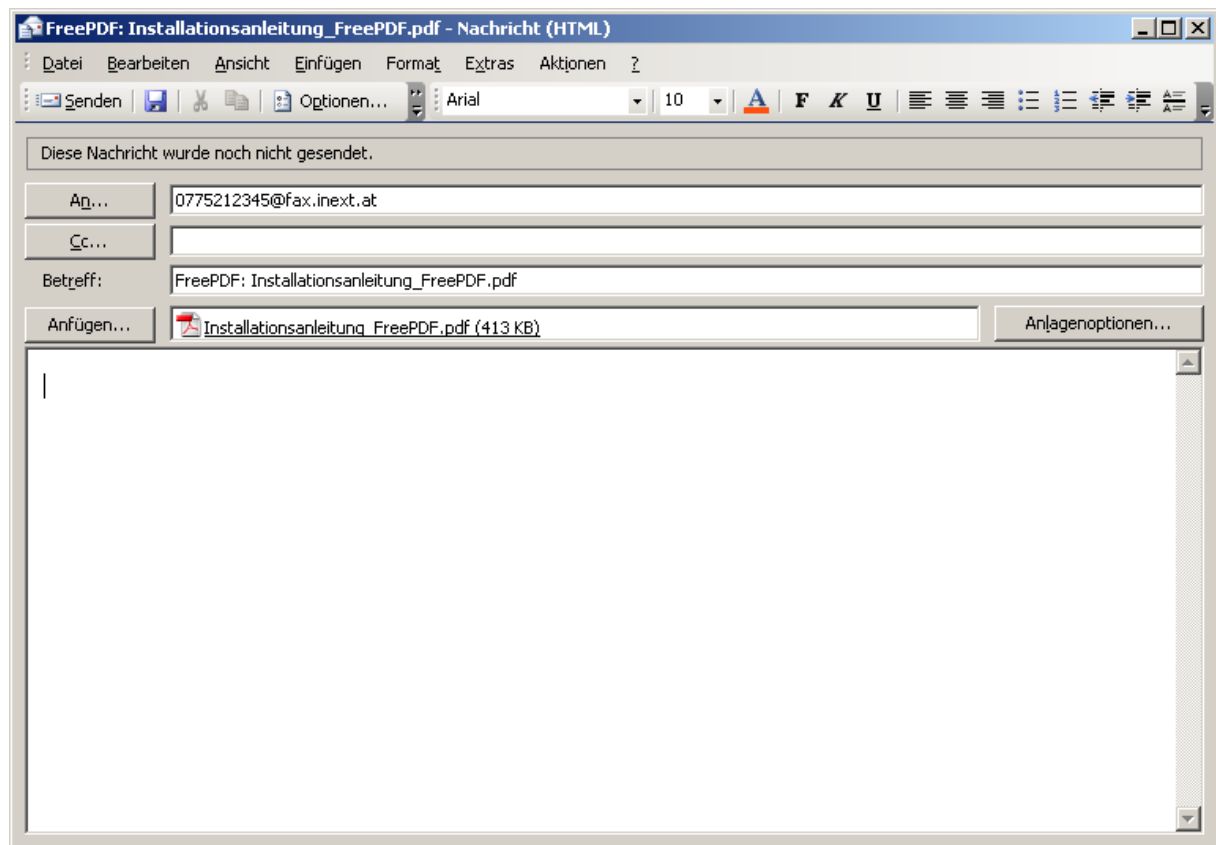 FreePDF: Installationsanleitung_FreePDF.pdf - Nachricht (HTML)
Datei Bearbeiten Ansicht Einfügen Format Extras Aktionen ?
Senden Optionen... Arial 10 A F K U
Diese Nachricht wurde noch nicht gesendet.
An... 0775212345@fax.inext.at
Cc...
Betreff: FreePDF: Installationsanleitung_FreePDF.pdf
Anfügen... Installationsanleitung_FreePDF.pdf (413 KB) Anlagenoptionen...